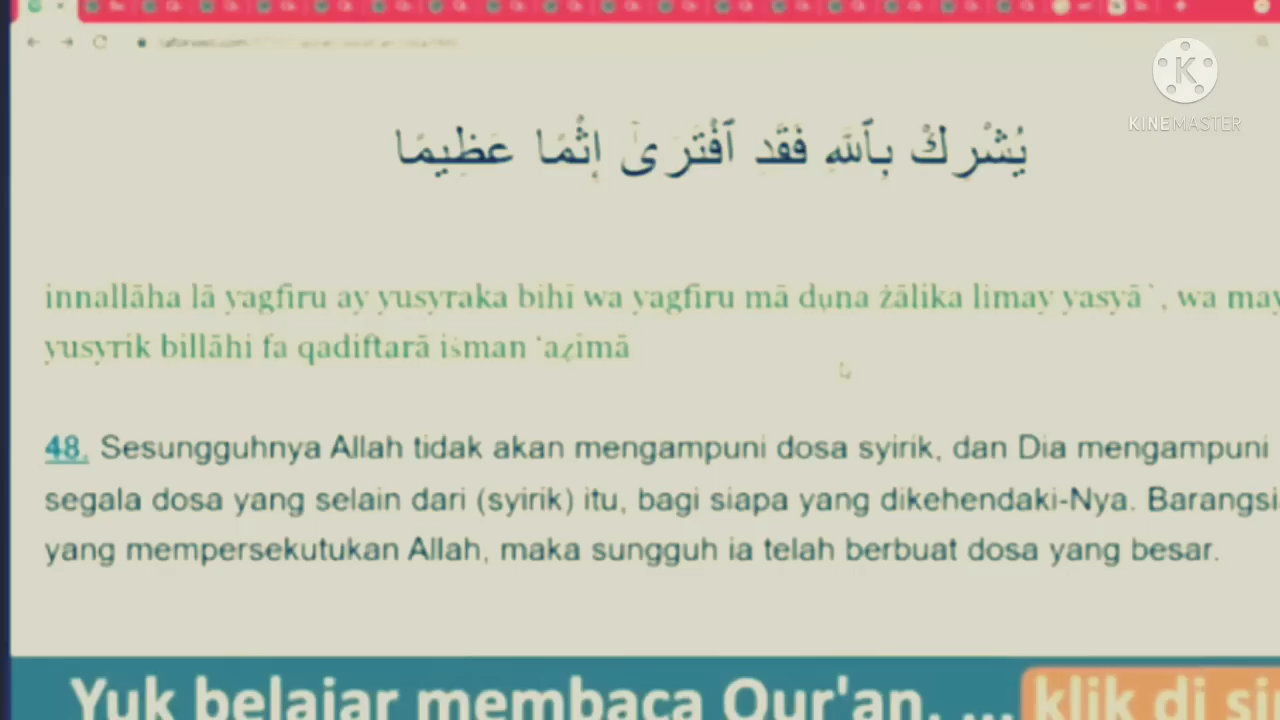 KINEMASTER
يُشْرِكْ بِٱللَّهِ فَقَدِ ٱفْتَرَىٰٓ إِثْمًا عَظِيمًا
innallāha lā yagfiru ay yusyraka bihī wa yagfiru mā dụna żālika limay yasyā`, wa may
yusyrik billāhi fa qadiftarā iṡman 'aẓīmā
48. Sesungguhnya Allah tidak akan mengampuni dosa syirik, dan Dia mengampuni
segala dosa yang selain dari (syirik) itu, bagi siapa yang dikehendaki-Nya. Barangsi
yang mempersekutukan Allah, maka sungguh ia telah berbuat dosa yang besar.
Yuk belajar membaca Qur'an. ... klik di si